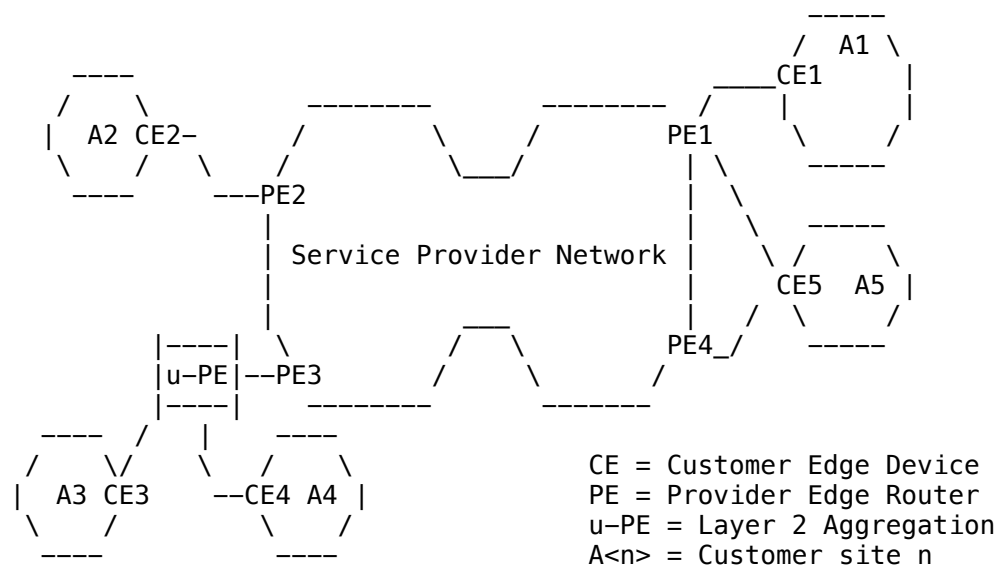 A1
CE1
A2 CE2
PE1
PE2
Service Provider Network
CE5 A5
PE4
u-PE PE3
A3 CE3 CE4 A4
CE = Customer Edge Device
PE = Provider Edge Router
u-PE = Layer 2 Aggregation
A<n> = Customer site n